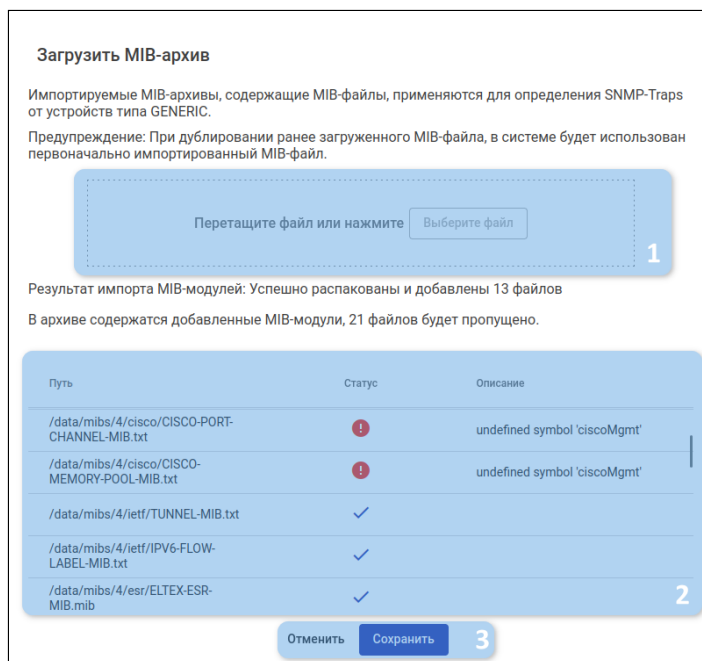 Загрузить MIB-архив
Импортируемые MIB-архивы, содержащие MIB-файлы, применяются для определения SNMP-Traps
от устройств типа GENERIC.
Предупреждение: При дублировании ранее загруженного MIB-файла, в системе будет использован
первоначально импортированный MIB-файл.
Перетащите файл или нажмите Выберите файл
1
Результат импорта MIB-модулей: Успешно распакованы и добавлены 13 файлов
В архиве содержатся добавленные MIB-модули, 21 файлов будет пропущено.
Путь Статус Описание
/data/mibs/4/cisco/CISCO-PORT-
CHANNEL-MIB.txt ! undefined symbol 'ciscoMgmt'
/data/mibs/4/cisco/CISCO-
MEMORY-POOL-MIB.txt ! undefined symbol 'ciscoMgmt'
/data/mibs/4/ietf/TUNNEL-MIB.txt
/data/mibs/4/ietf/IPV6-FLOW-
LABEL-MIB.txt
/data/mibs/4/esr/ELTEX-ESR-
MIB.mib
2
Отменить Сохранить 3